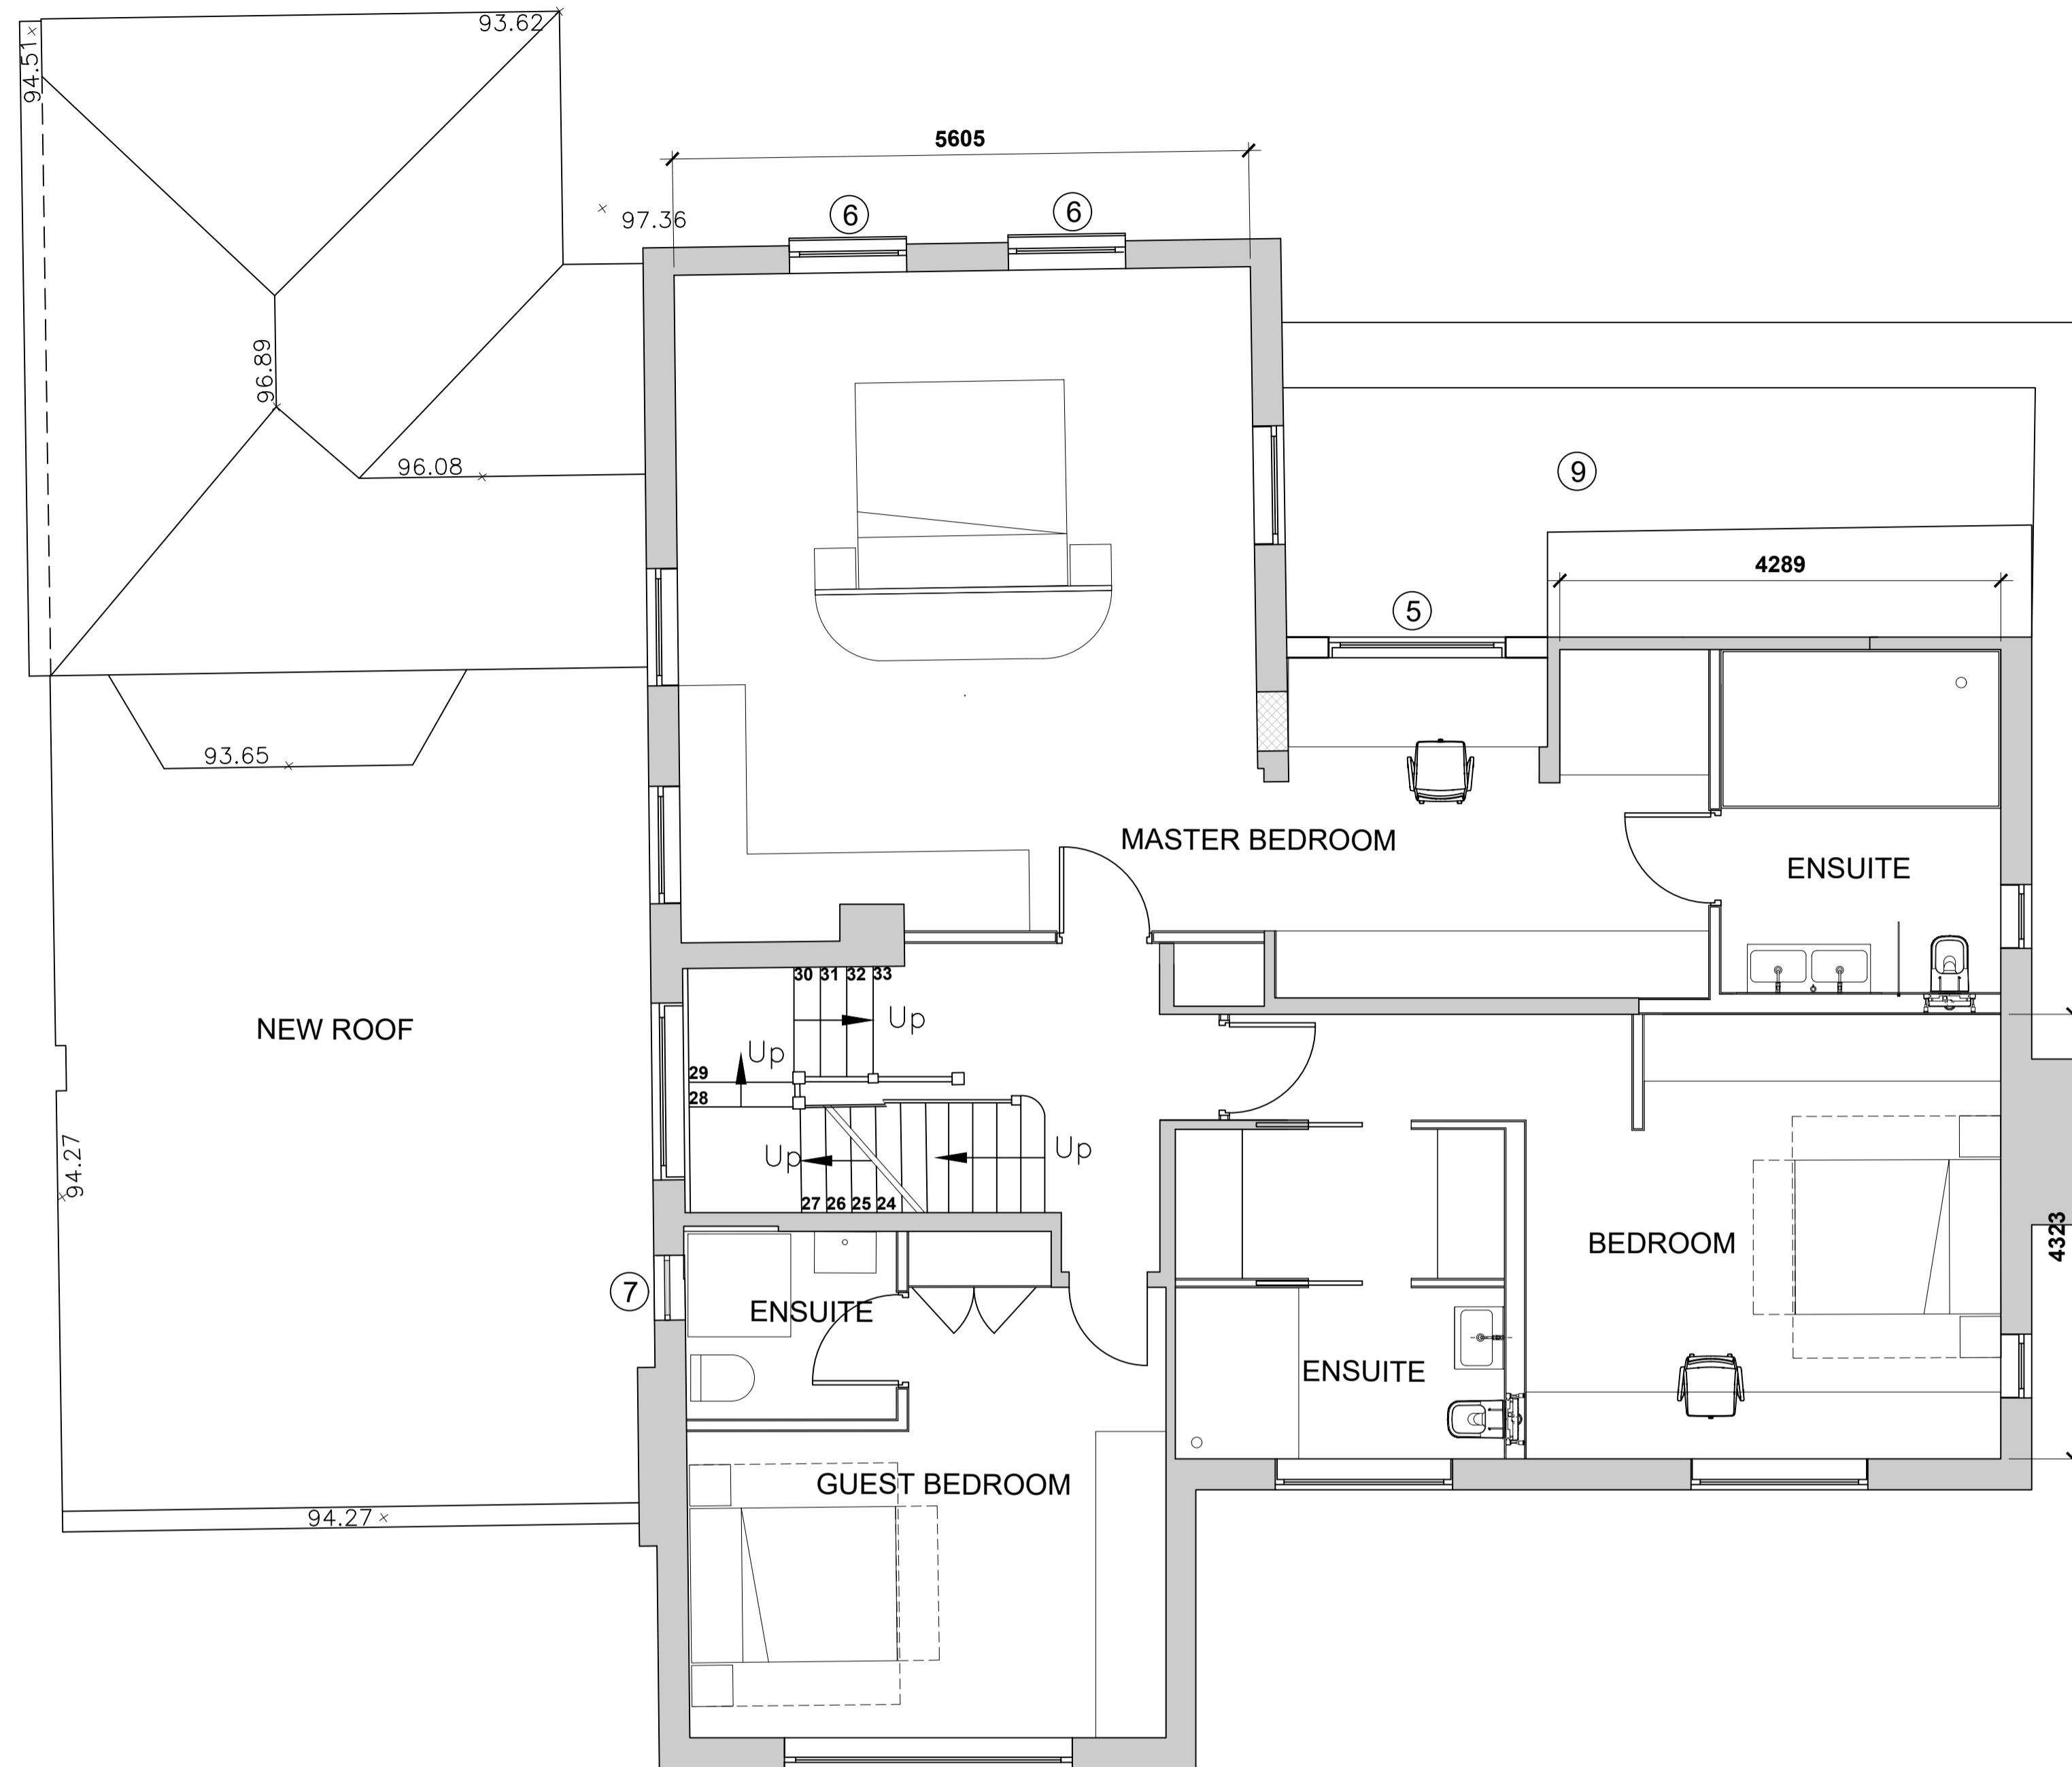 93.62
94.51
5605
6
6
97.36
96.89
96.08
9
4289
5
93.65
MASTER BEDROOM
ENSUITE
30 31 32 33
Up
NEW ROOF
Up
29
28
94.27
Up
Up
27 26 25 24
BEDROOM
4323
7
ENSUITE
ENSUITE
GUEST BEDROOM
94.27